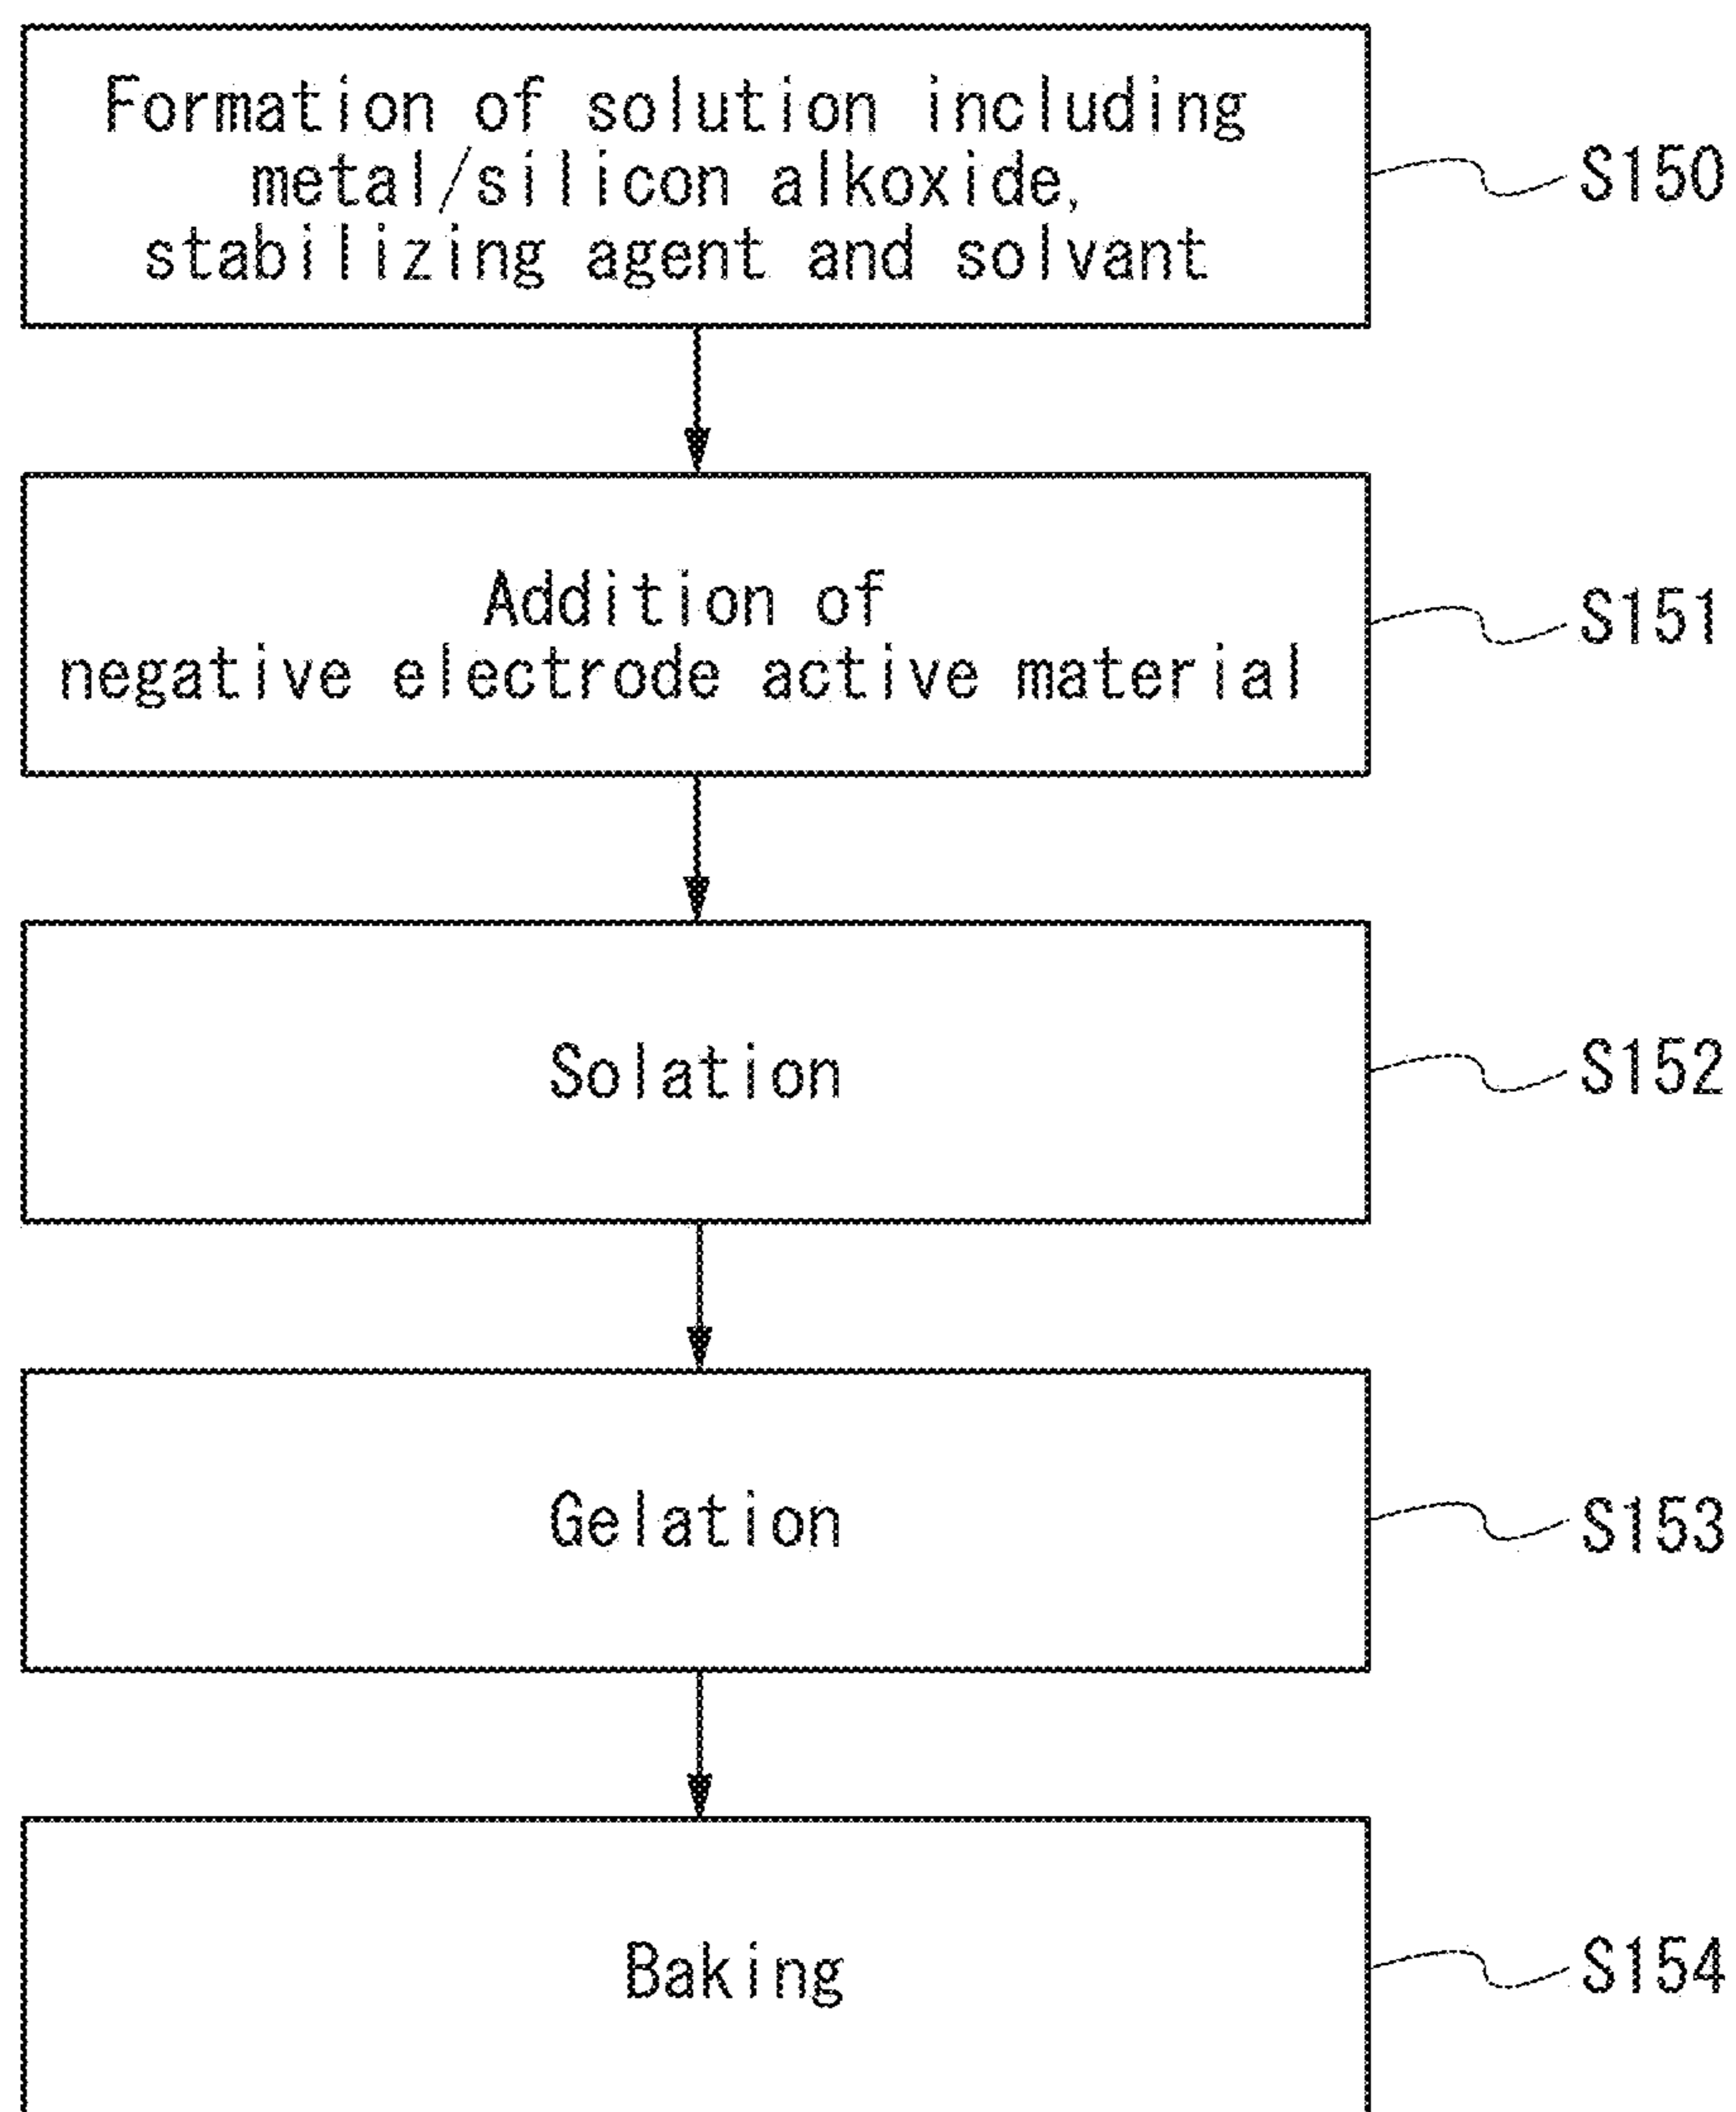 Formation of solution including
metal/silicon alkoxide,
stabilizing agent and solvant
S150
Addition of
negative electrode active material
S151
Solation
S152
Gelation
S153
Baking
S154